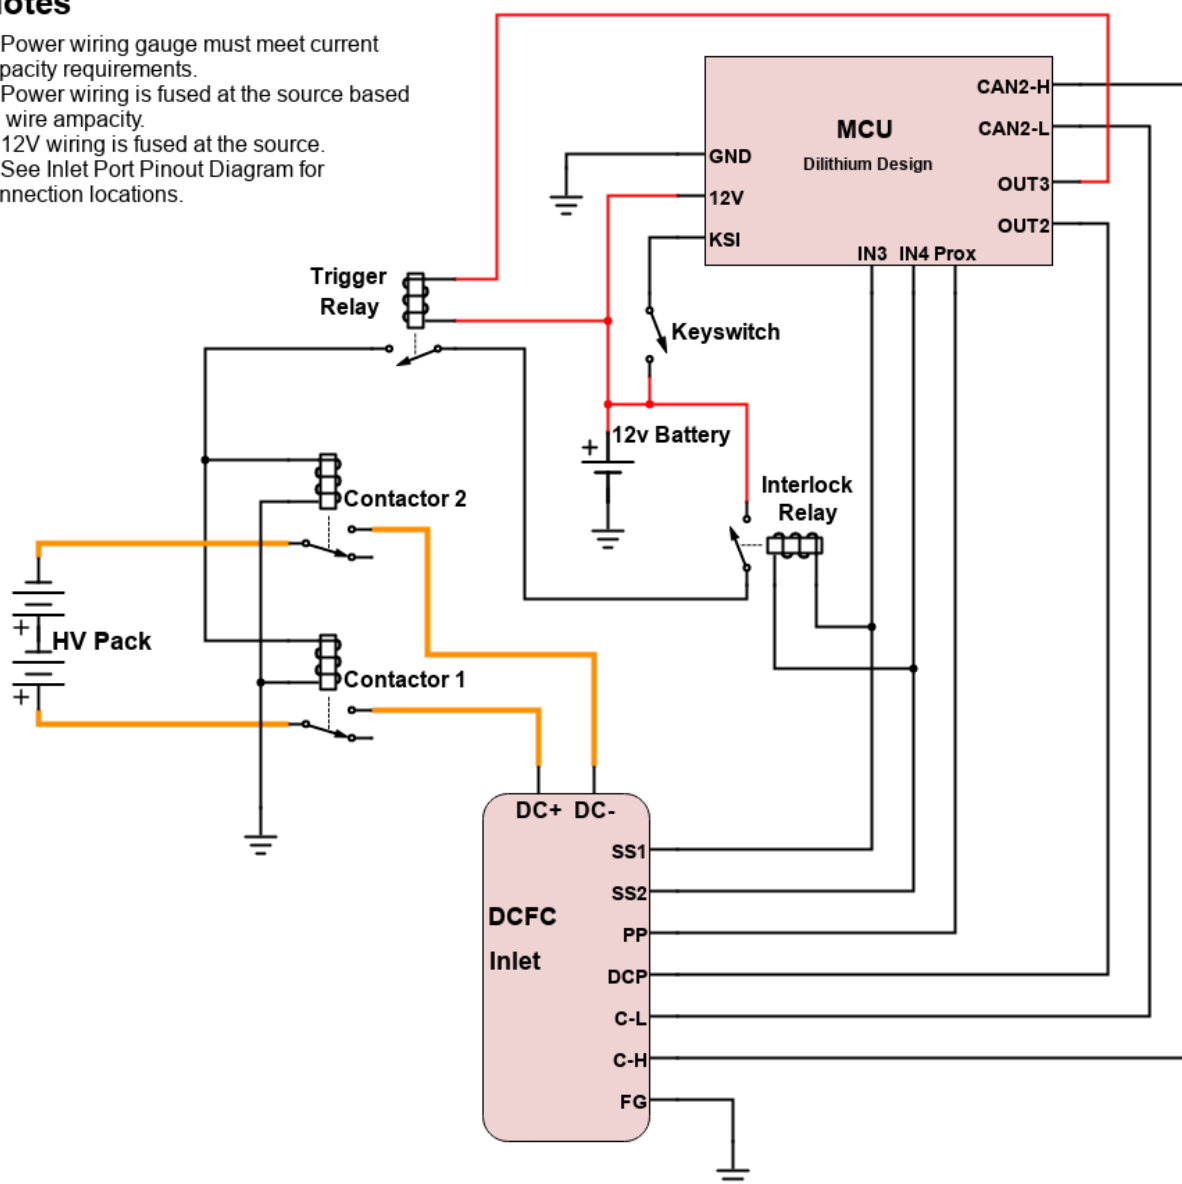 Power wiring gauge must meet current
requirements.
Power wiring is fused at the source based
wire ampacity.
12V wiring is fused at the source.
See Inlet Port Pinout Diagram for
locations.
MCU
Dilithium Design
CAN2-H
CAN2-L
OUT3
OUT2
GND
12V
KSI
IN3 IN4 Prox
Trigger
Relay
Keyswitch
+
12v Battery
Interlock
Relay
Contactor 2
+
HV Pack
+
Contactor 1
DC+ DC-
DCFC
Inlet
SS1
SS2
PP
DCP
C-L
C-H
FG